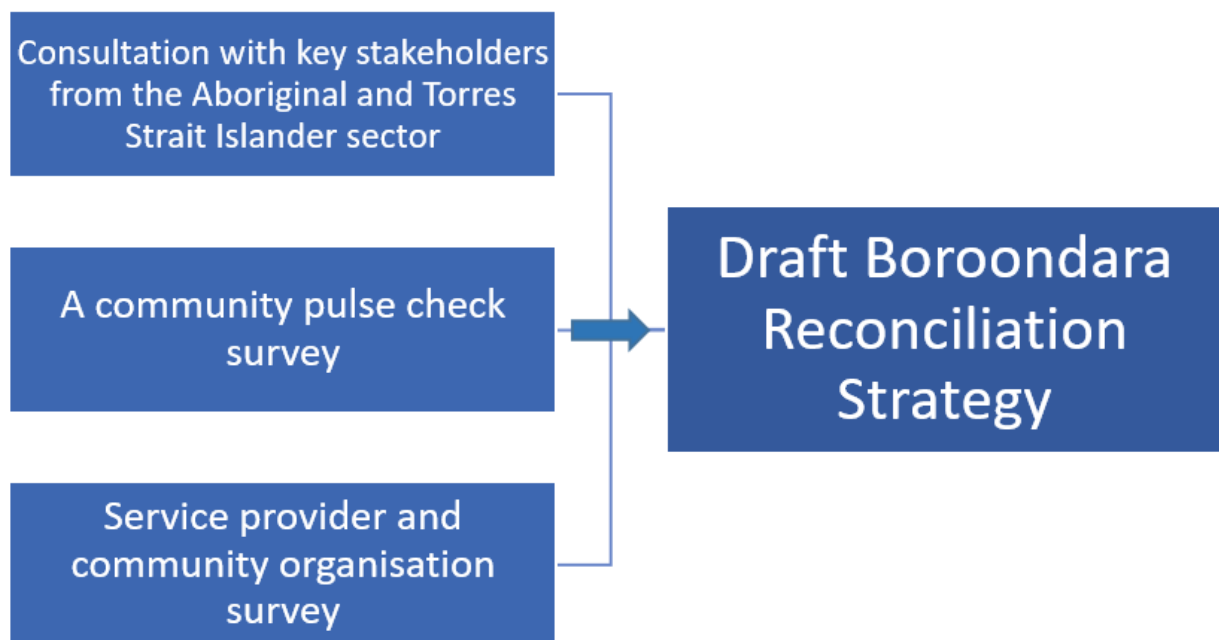 Consultation with key stakeholders
from the Aboriginal and Torres
Strait Islander sector
A community pulse check
survey
Service provider and
community organisation
survey
Draft Boroondara
Reconciliation
Strategy